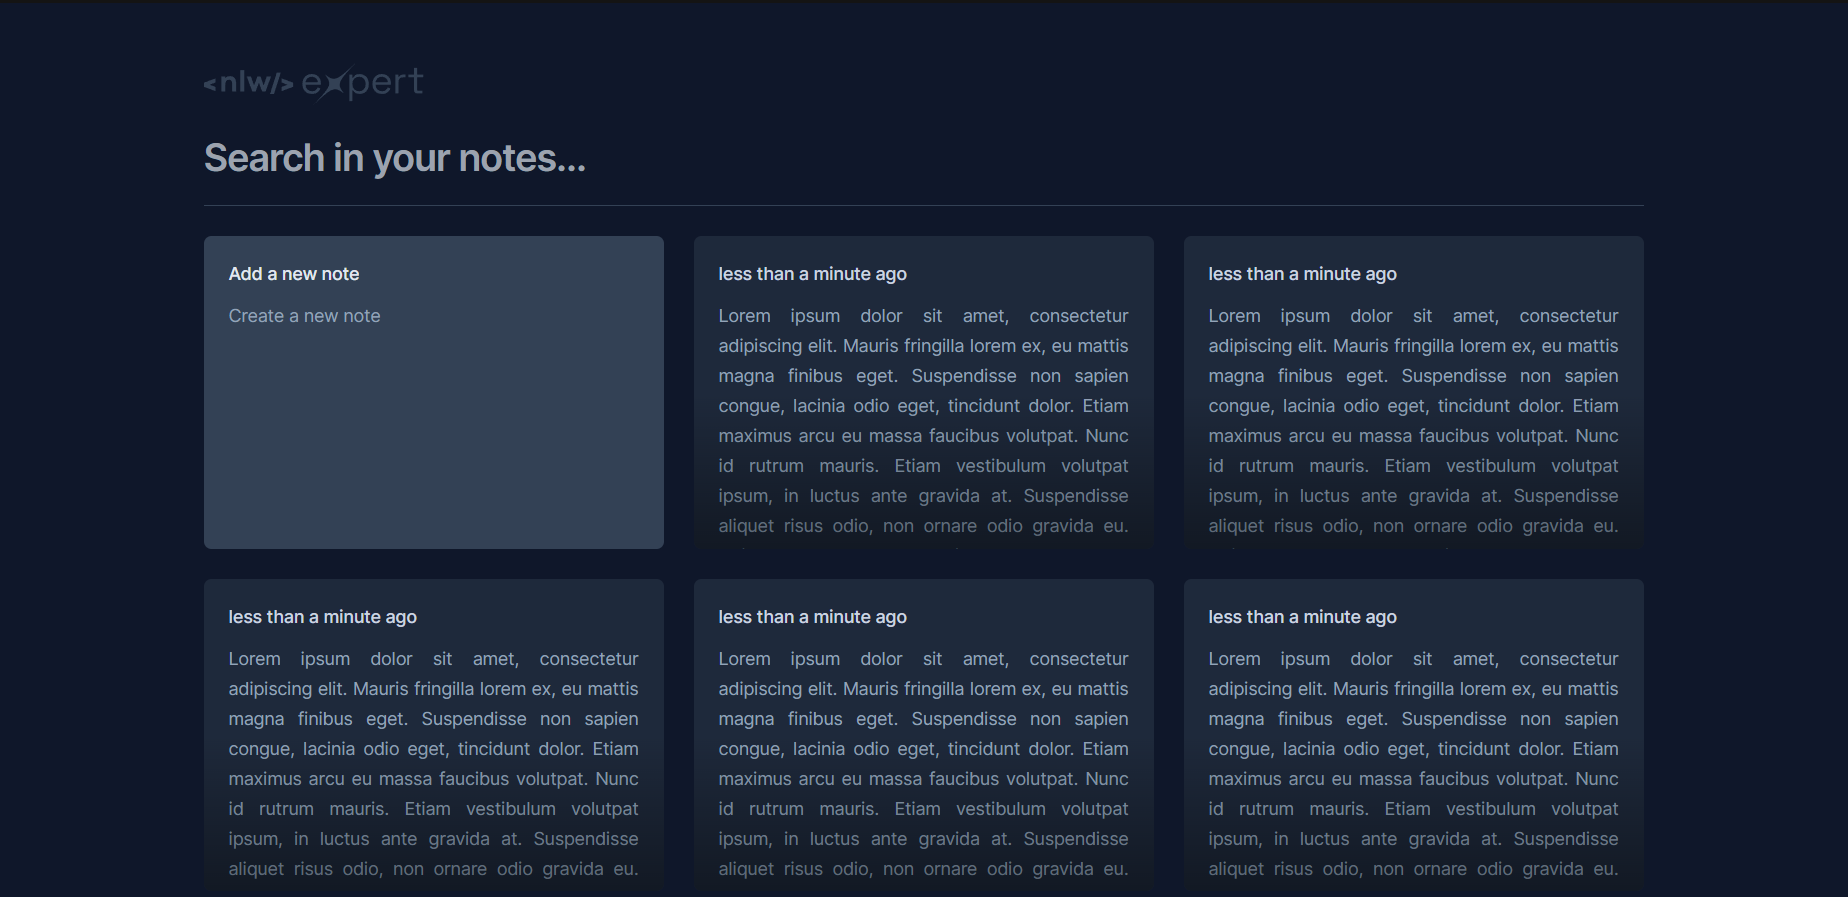 <nlw/> expert
Search in your notes...
Add a new note
Create a new note
less than a minute ago
Lorem ipsum dolor sit amet, consectetur
adipiscing elit. Mauris fringilla lorem ex, eu mattis
magna finibus eget. Suspendisse non sapien
congue, lacinia odio eget, tincidunt dolor. Etiam
maximus arcu eu massa faucibus volutpat. Nunc
id rutrum mauris. Etiam vestibulum volutpat
ipsum, in luctus ante gravida at. Suspendisse
aliquet risus odio, non ornare odio gravida eu.
less than a minute ago
Lorem ipsum dolor sit amet, consectetur
adipiscing elit. Mauris fringilla lorem ex, eu mattis
magna finibus eget. Suspendisse non sapien
congue, lacinia odio eget, tincidunt dolor. Etiam
maximus arcu eu massa faucibus volutpat. Nunc
id rutrum mauris. Etiam vestibulum volutpat
ipsum, in luctus ante gravida at. Suspendisse
aliquet risus odio, non ornare odio gravida eu.
less than a minute ago
Lorem ipsum dolor sit amet, consectetur
adipiscing elit. Mauris fringilla lorem ex, eu mattis
magna finibus eget. Suspendisse non sapien
congue, lacinia odio eget, tincidunt dolor. Etiam
maximus arcu eu massa faucibus volutpat. Nunc
id rutrum mauris. Etiam vestibulum volutpat
ipsum, in luctus ante gravida at. Suspendisse
aliquet risus odio, non ornare odio gravida eu.
less than a minute ago
Lorem ipsum dolor sit amet, consectetur
adipiscing elit. Mauris fringilla lorem ex, eu mattis
magna finibus eget. Suspendisse non sapien
congue, lacinia odio eget, tincidunt dolor. Etiam
maximus arcu eu massa faucibus volutpat. Nunc
id rutrum mauris. Etiam vestibulum volutpat
ipsum, in luctus ante gravida at. Suspendisse
aliquet risus odio, non ornare odio gravida eu.
less than a minute ago
Lorem ipsum dolor sit amet, consectetur
adipiscing elit. Mauris fringilla lorem ex, eu mattis
magna finibus eget. Suspendisse non sapien
congue, lacinia odio eget, tincidunt dolor. Etiam
maximus arcu eu massa faucibus volutpat. Nunc
id rutrum mauris. Etiam vestibulum volutpat
ipsum, in luctus ante gravida at. Suspendisse
aliquet risus odio, non ornare odio gravida eu.